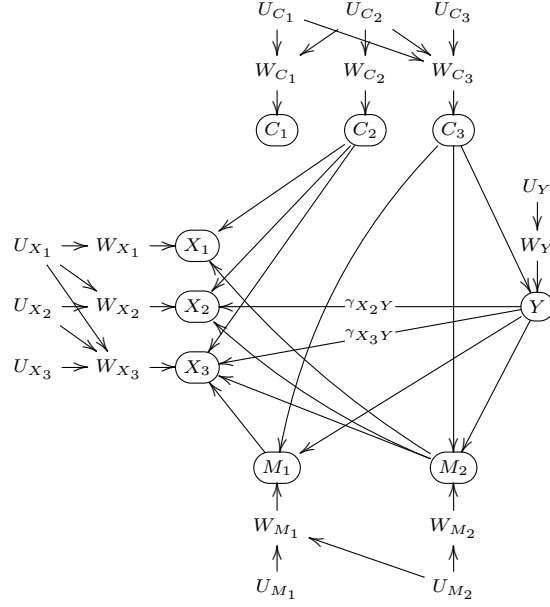 U_{C_1} U_{C_2} U_{C_3}
W_{C_1} W_{C_2} W_{C_3}
C_1 C_2 C_3
U_Y
U_{X_1} W_{X_1} X_1 W_Y
U_{X_2} W_{X_2} X_2 γ_{X_2Y} Y
γ_{X_3Y}
U_{X_3} W_{X_3} X_3
M_1 M_2
W_{M_1} W_{M_2}
U_{M_1} U_{M_2}